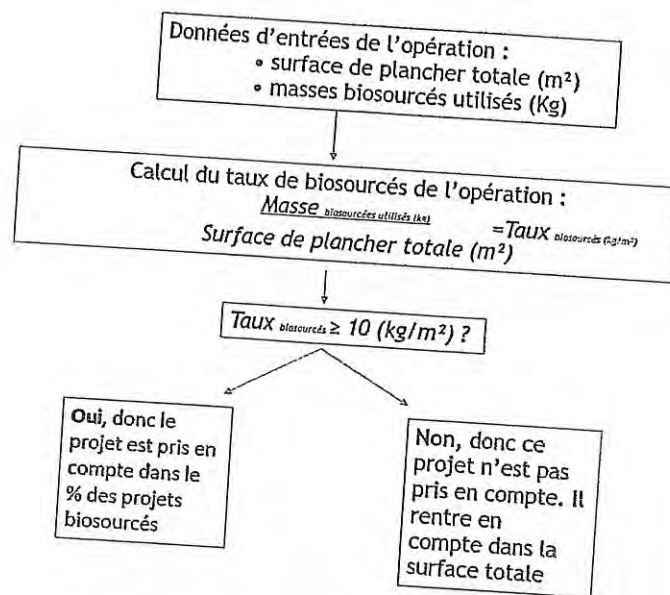 Données d'entrées de l'opération :
• surface de plancher totale (m²)
• masses biosourcés utilisés (Kg)
Calcul du taux de biosourcés de l'opération :
Masse biosourcées utilisés (kg) =Taux biosourcés (kg/m²)
Surface de plancher totale (m²)
Taux biosourcés ≥ 10 (kg/m²) ?
Oui, donc le
projet est pris en
compte dans le
% des projets
biosourcés
Non, donc ce
projet n'est pas
pris en compte. Il
rentre en
compte dans la
surface totale